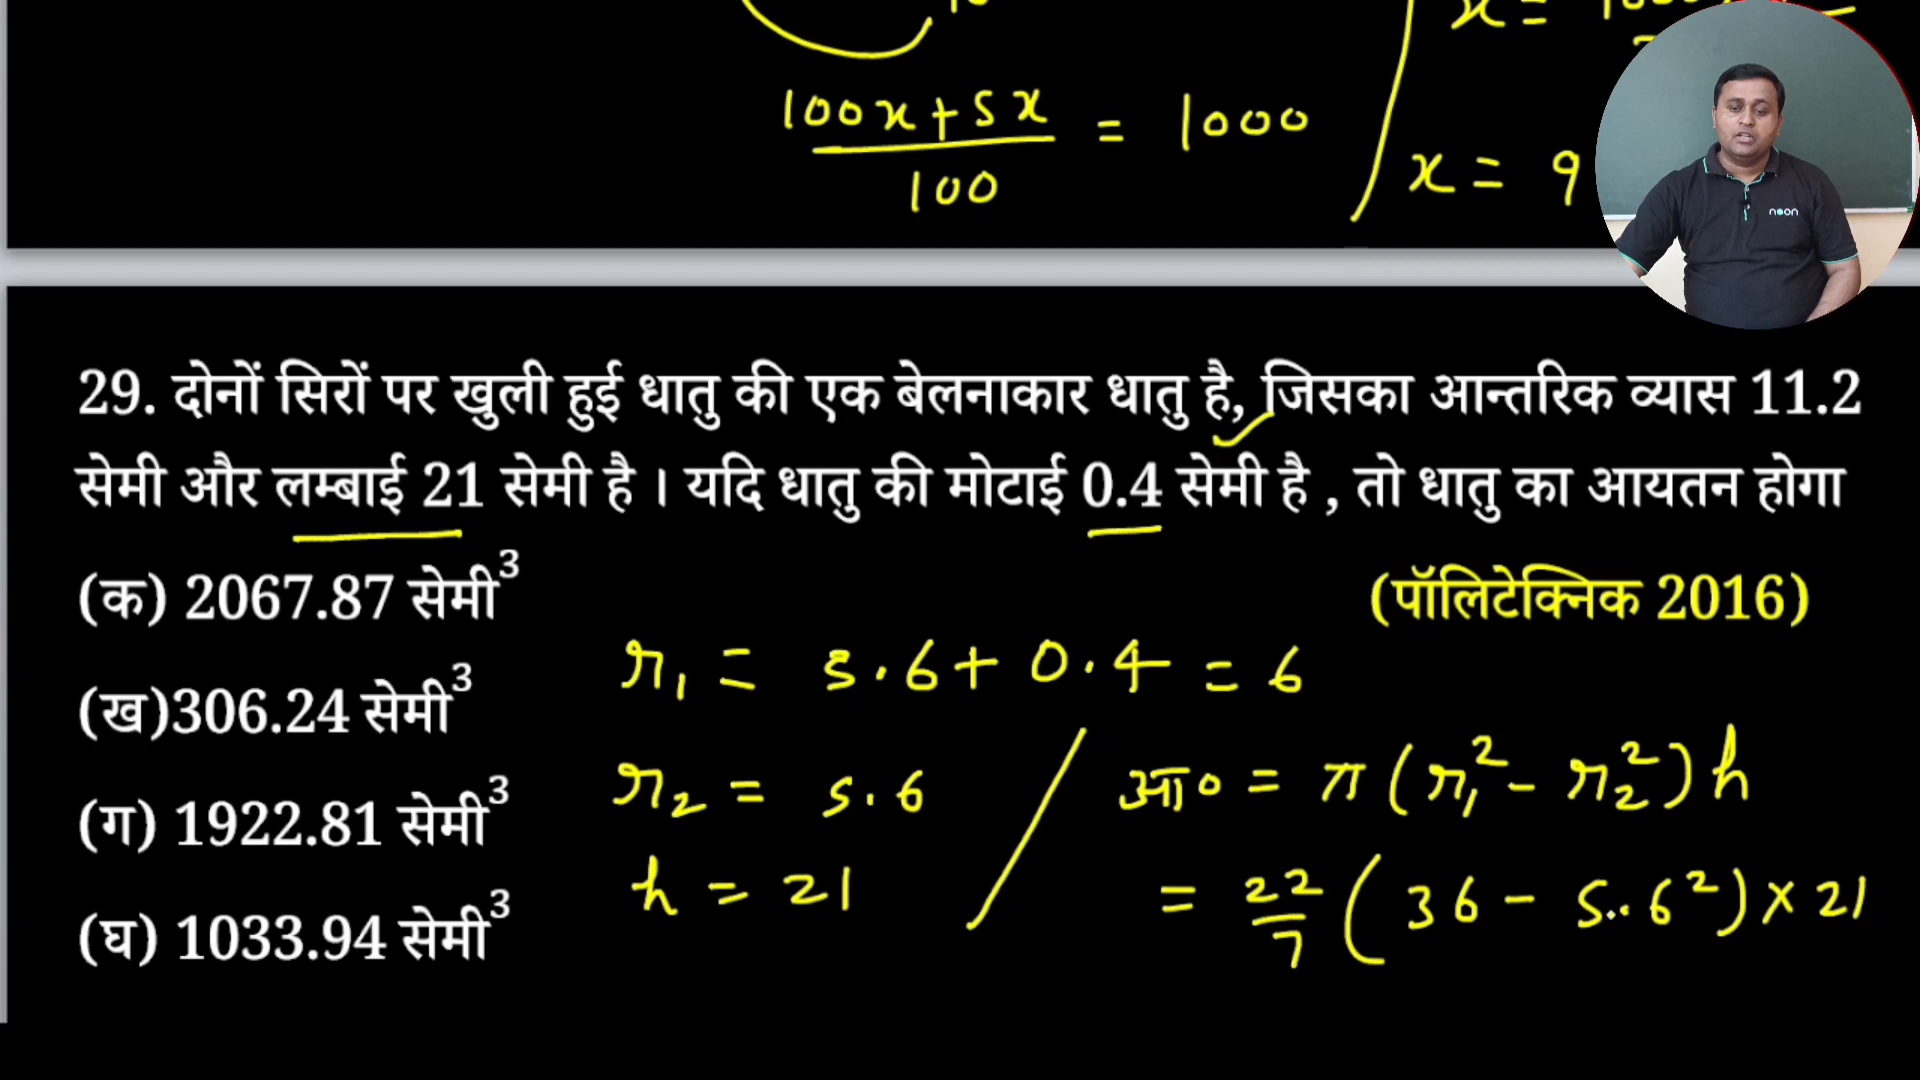 100x+5x = 1000
100
x = 9
noon
29. दोनों सिरों पर खुली हुई धातु की एक बेलनाकार धातु है, जिसका आन्तरिक व्यास 11.2
सेमी और लम्बाई 21 सेमी है । यदि धातु की मोटाई 0.4 सेमी है , तो धातु का आयतन होगा
(क) 2067.87 सेमी³
(पॉलिटेक्निक 2016)
(ख)306.24 सेमी³
(ग) 1922.81 सेमी³
(घ) 1033.94 सेमी³
r₁ = 5.6 + 0.4 = 6
r₂ = 5.6
h = 21
आ० = π(r₁² - r₂²)h
= 22/7 (36 - 5.6²) × 21